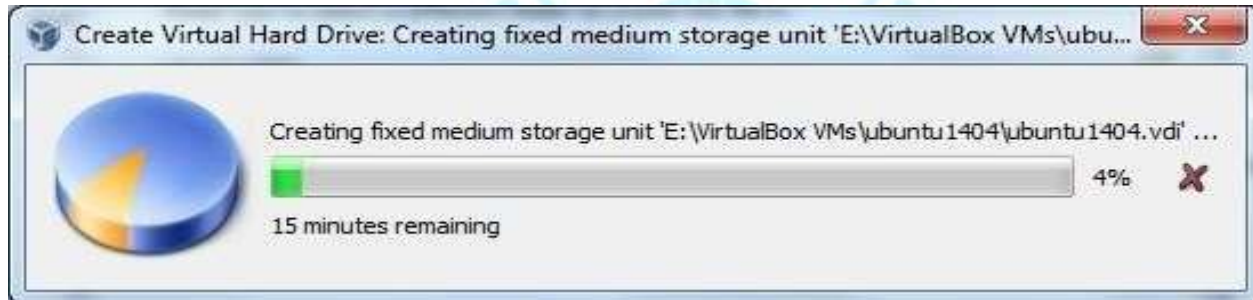 Create Virtual Hard Drive: Creating fixed medium storage unit 'E:\VirtualBox VMs\ubu...
Creating fixed medium storage unit 'E:\VirtualBox VMs\ubuntu1404\ubuntu1404.vdi' ...
4%
15 minutes remaining